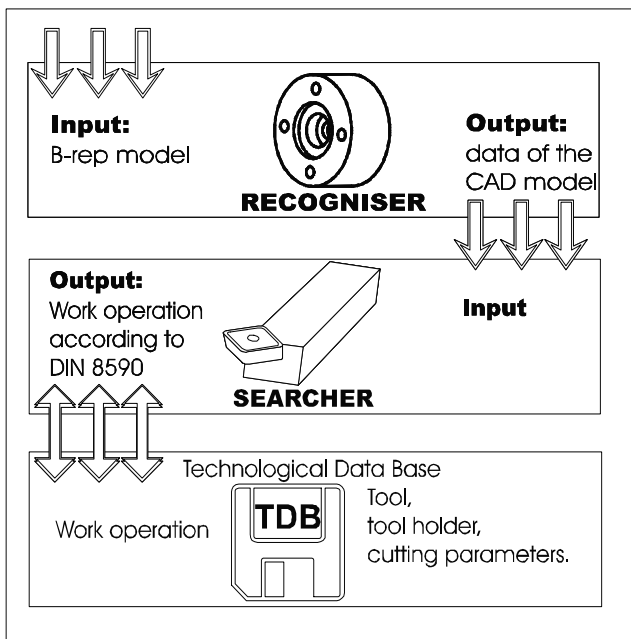 Input:
B-rep model
Output:
data of the
CAD model
RECOGNISER
Output:
Work operation
according to
DIN 8590
Input
SEARCHER
Technological Data Base
Work operation
TDB
Tool,
tool holder,
cutting parameters.